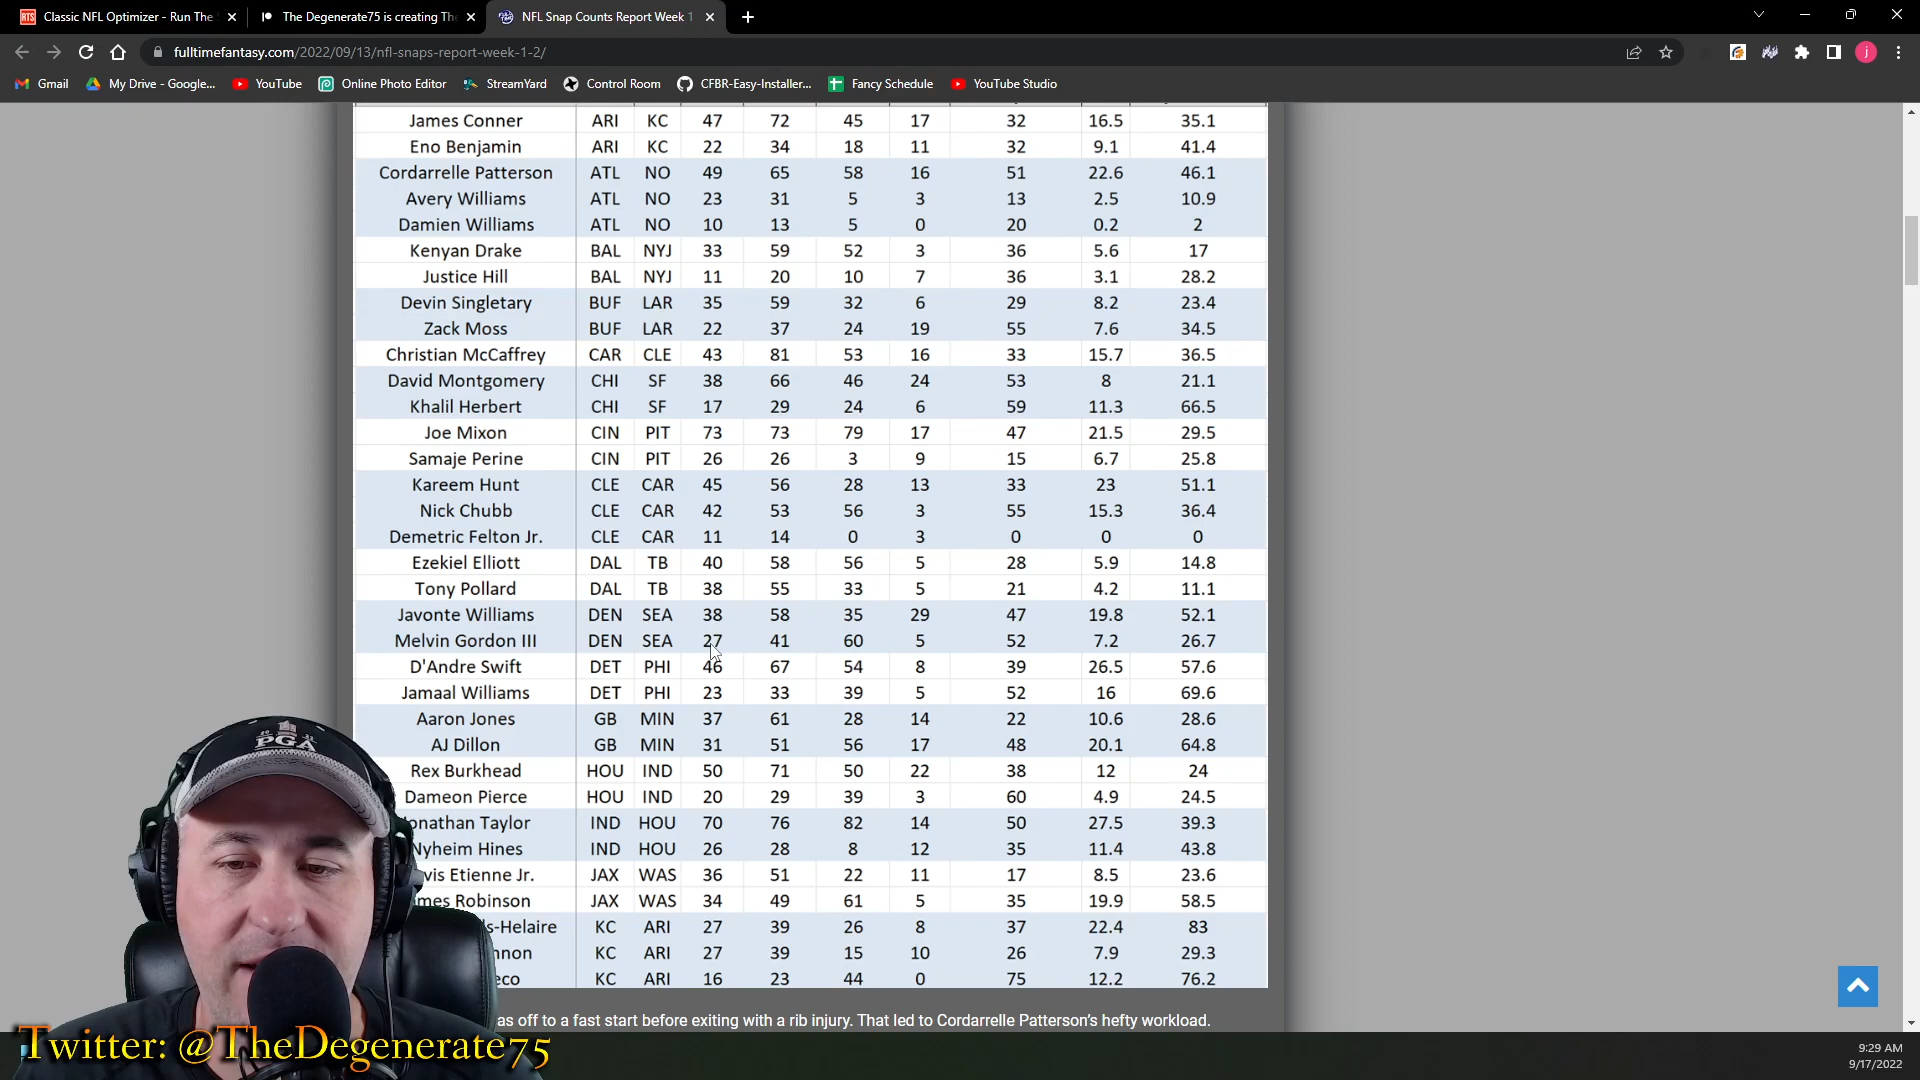 Classic NFL Optimizer - Run The
The Degenerate75 is creating The
NFL Snap Counts Report Week 1
fulltimefantasy.com/2022/09/13/nfl-snaps-report-week-1-2/
j
Gmail
My Drive - Google...
YouTube
Online Photo Editor
StreamYard
Control Room
CFBR-Easy-Installer...
Fancy Schedule
YouTube Studio
James Conner ARI KC 47 72 45 17 32 16.5 35.1
Eno Benjamin ARI KC 22 34 18 11 32 9.1 41.4
Cordarrelle Patterson ATL NO 49 65 58 16 51 22.6 46.1
Avery Williams ATL NO 23 31 5 3 13 2.5 10.9
Damien Williams ATL NO 10 13 5 0 20 0.2 2
Kenyan Drake BAL NYJ 33 59 52 3 36 5.6 17
Justice Hill BAL NYJ 11 20 10 7 36 3.1 28.2
Devin Singletary BUF LAR 35 59 32 6 29 8.2 23.4
Zack Moss BUF LAR 22 37 24 19 55 7.6 34.5
Christian McCaffrey CAR CLE 43 81 53 16 33 15.7 36.5
David Montgomery CHI SF 38 66 46 24 53 8 21.1
Khalil Herbert CHI SF 17 29 24 6 59 11.3 66.5
Joe Mixon CIN PIT 73 73 79 17 47 21.5 29.5
Samaje Perine CIN PIT 26 26 3 9 15 6.7 25.8
Kareem Hunt CLE CAR 45 56 28 13 33 23 51.1
Nick Chubb CLE CAR 42 53 56 3 55 15.3 36.4
Demetric Felton Jr. CLE CAR 11 14 0 3 0 0 0
Ezekiel Elliott DAL TB 40 58 56 5 28 5.9 14.8
Tony Pollard DAL TB 38 55 33 5 21 4.2 11.1
Javonte Williams DEN SEA 38 58 35 29 47 19.8 52.1
Melvin Gordon III DEN SEA 27 41 60 5 52 7.2 26.7
D'Andre Swift DET PHI 46 67 54 8 39 26.5 57.6
Jamaal Williams DET PHI 23 33 39 5 52 16 69.6
Aaron Jones GB MIN 37 61 28 14 22 10.6 28.6
AJ Dillon GB MIN 31 51 56 17 48 20.1 64.8
Rex Burkhead HOU IND 50 71 50 22 38 12 24
Dameon Pierce HOU IND 20 29 39 3 60 4.9 24.5
onathan Taylor IND HOU 70 76 82 14 50 27.5 39.3
Nyheim Hines IND HOU 26 28 8 12 35 11.4 43.8
vis Etienne Jr. JAX WAS 36 51 22 11 17 8.5 23.6
mes Robinson JAX WAS 34 49 61 5 35 19.9 58.5
s-Helaire KC ARI 27 39 26 8 37 22.4 83
nnon KC ARI 27 39 15 10 26 7.9 29.3
eco KC ARI 16 23 44 0 75 12.2 76.2
as off to a fast start before exiting with a rib injury. That led to Cordarrelle Patterson's hefty workload.
PGA
Twitter: @TheDegenerate75
9:29 AM
9/17/2022